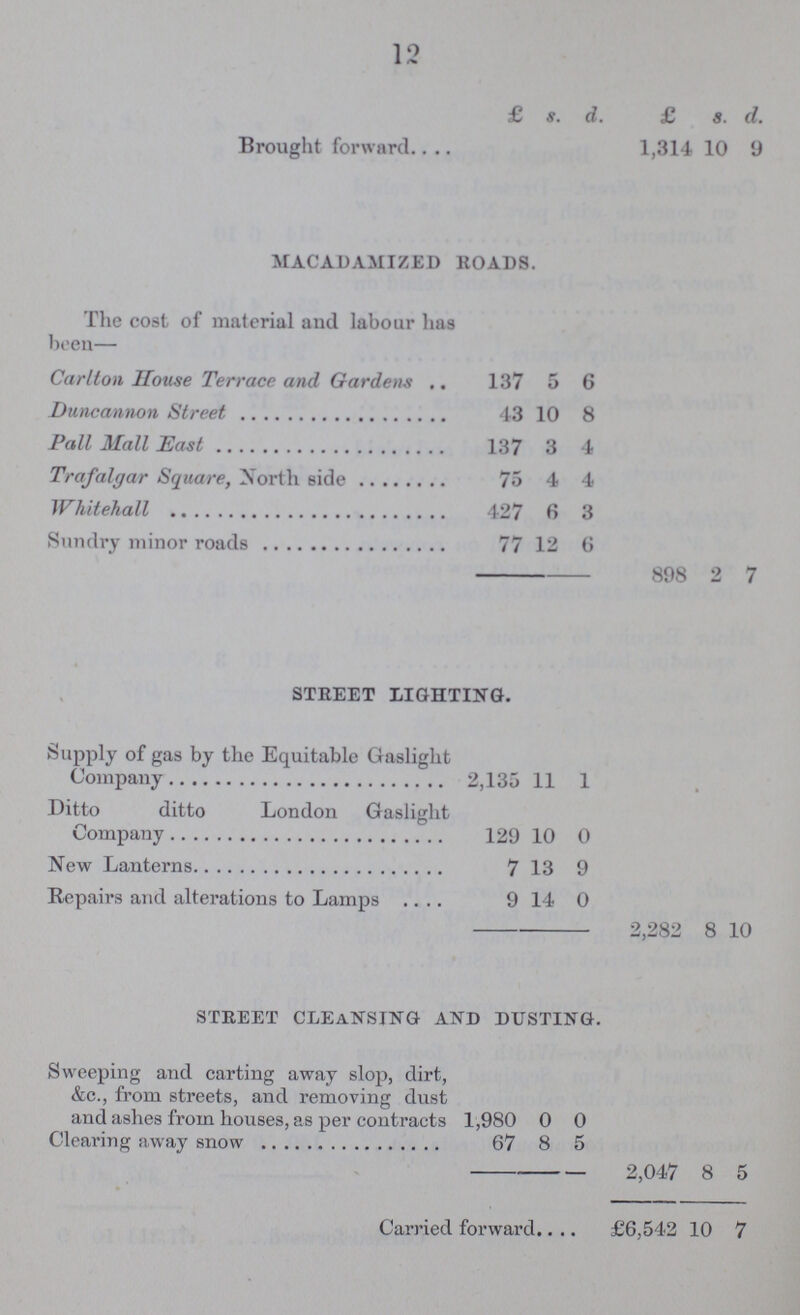 12
£ s. d. £ s. d.
Brought forward.... 1,314 10 9
MACADAMIZED ROADS.
The cost of material and labour has
been—
Carlton House Terrace and Gardens .. 137 5 6
Duncannon Street .................... 43 10 8
Pall Mall East ...................... 137 3 4
Trafalgar Square, North side ........ 75 4 4
Whitehall .......................... 427 6 3
Sundry minor roads ................. 77 12 6
898 2 7
STREET LIGHTING.
Supply of gas by the Equitable Gaslight
Company .......................... 2,135 11 1
Ditto ditto London Gaslight
Company .......................... 129 10 0
New Lanterns........................ 7 13 9
Repairs and alterations to Lamps .... 9 14 0
2,282 8 10
STREET CLEANSING AND DUSTING.
Sweeping and carting away slop, dirt,
&c., from streets, and removing dust
and ashes from houses, as per contracts 1,980 0 0
Clearing away snow ................. 67 8 5
2,047 8 5
Carried forward.... £6,542 10 7